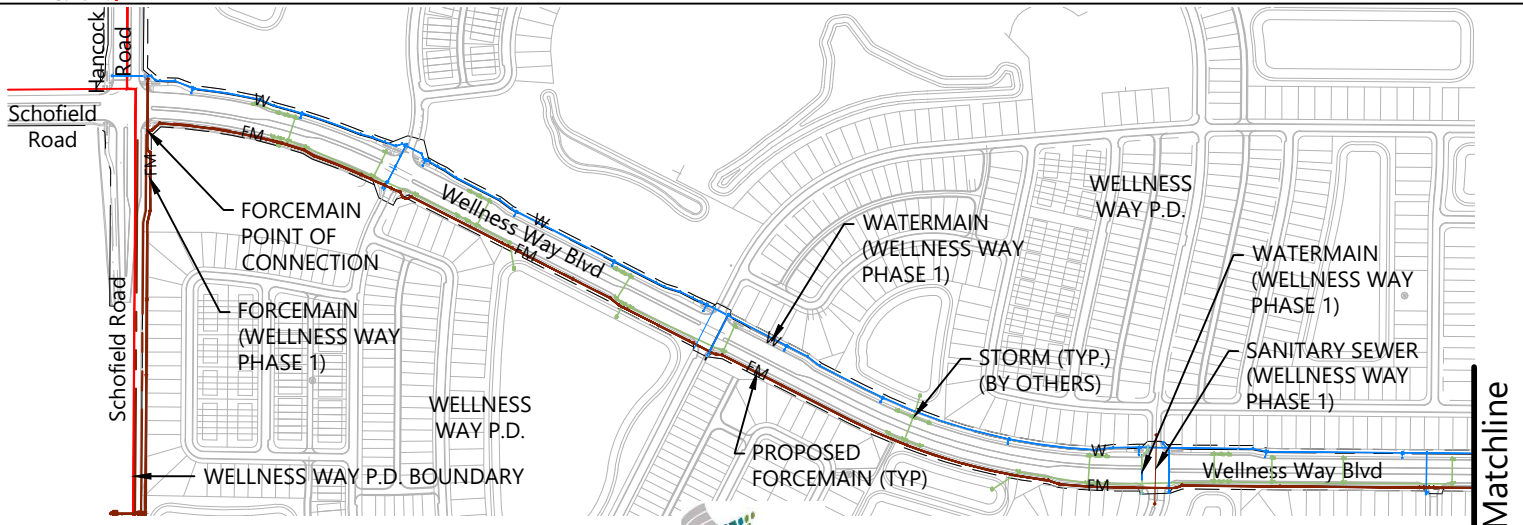 Hancock
Road
Schofield
Road
W
FM
FM
FORCEMAIN
POINT OF
CONNECTION
FORCEMAIN
(WELLNESS WAY
PHASE 1)
Schofield Road
WELLNESS WAY P.D. BOUNDARY
WELLNESS
WAY P.D.
Wellness Way Blvd
W
FM
WATERMAIN
(WELLNESS WAY
PHASE 1)
W
FM
PROPOSED
FORCEMAIN (TYP)
STORM (TYP.)
(BY OTHERS)
WELLNESS
WAY P.D.
WATERMAIN
(WELLNESS WAY
PHASE 1)
SANITARY SEWER
(WELLNESS WAY
PHASE 1)
W
FM
Wellness Way Blvd
Matchline